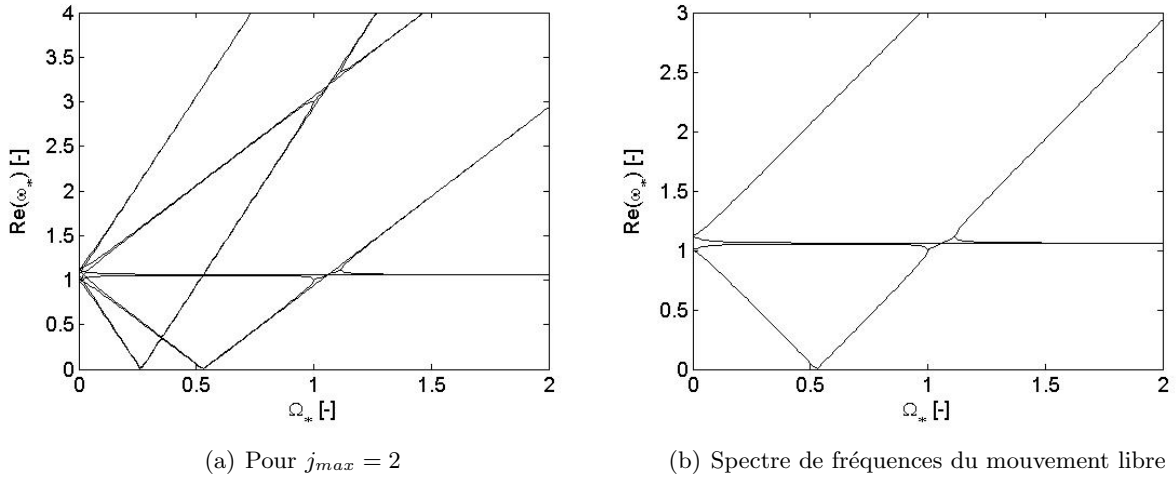 4
3.5
3
2.5
2
1.5
1
0.5
0
Re(ω*) [-]
0 0.5 1 1.5 2
Ω* [-]
(a) Pour j_max = 2
3
2.5
2
1.5
1
0.5
0
Re(ω*) [-]
0 0.5 1 1.5 2
Ω* [-]
(b) Spectre de fréquences du mouvement libre